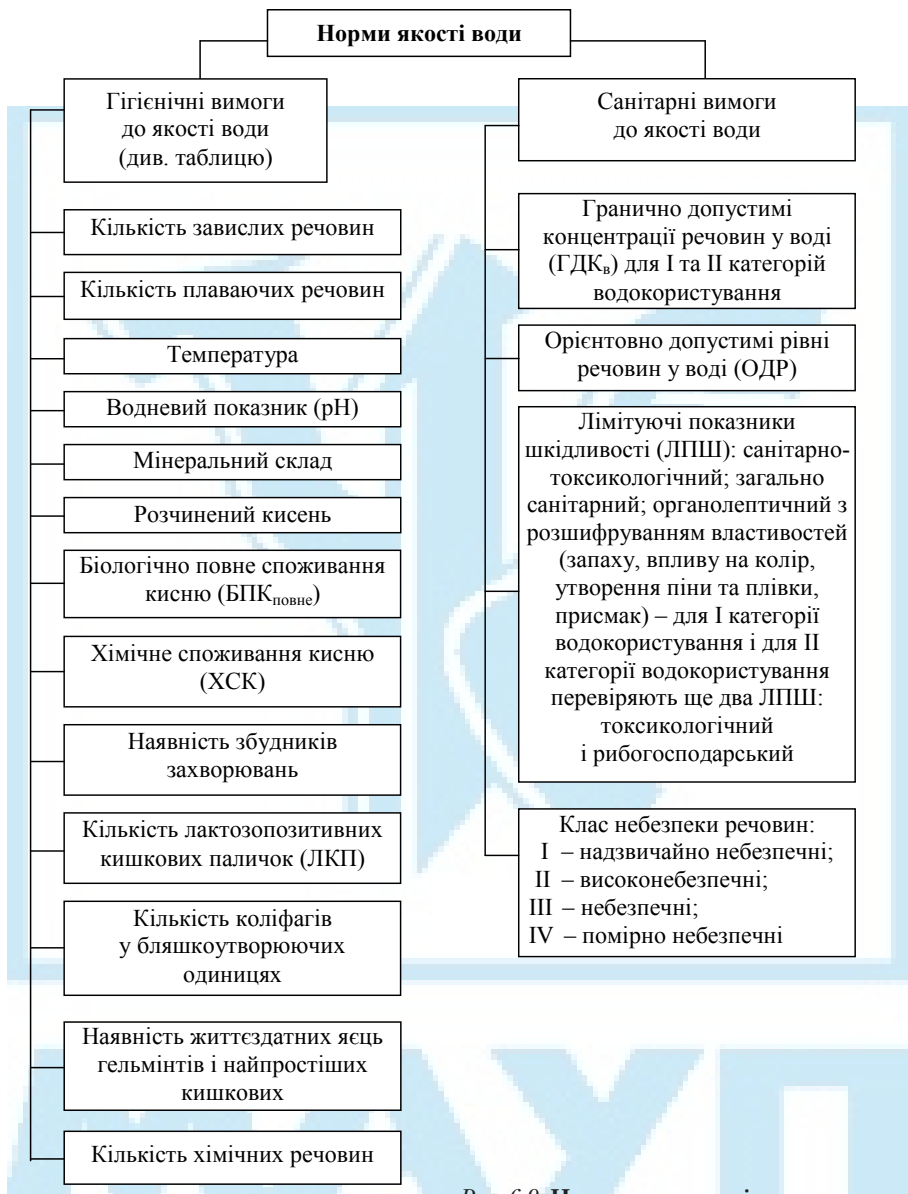 Норми якості води
Гігієнічні вимоги
до якості води
(див. таблицю)
Кількість завислих речовин
Кількість плаваючих речовин
Температура
Водневий показник (pH)
Мінеральний склад
Розчинений кисень
Біологічно повне споживання
кисню (БПКповне)
Хімічне споживання кисню
(ХСК)
Наявність збудників
захворювань
Кількість лактозопозитивних
кишкових паличок (ЛКП)
Кількість коліфагів
у бляшкоутворюючих
одиницях
Наявність життєздатних яєць
гельмінтів і найпростіших
кишкових
Кількість хімічних речовин
Санітарні вимоги
до якості води
Гранично допустимі
концентрації речовин у воді
(ГДКв) для I та II категорій
водокористування
Орієнтовно допустимі рівні
речовин у воді (ОДР)
Лімітуючі показники
шкідливості (ЛПШ): санітарно-
токсикологічний; загально
санітарний; органолептичний з
розшифруванням властивостей
(запаху, впливу на колір,
утворення піни та плівки,
присмак) – для I категорії
водокористування і для II
категорії водокористування
перевіряють ще два ЛПШ:
токсикологічний
і рибогосподарський
Клас небезпеки речовин:
I – надзвичайно небезпечні;
II – високонебезпечні;
III – небезпечні;
IV – помірно небезпечні
МАУП